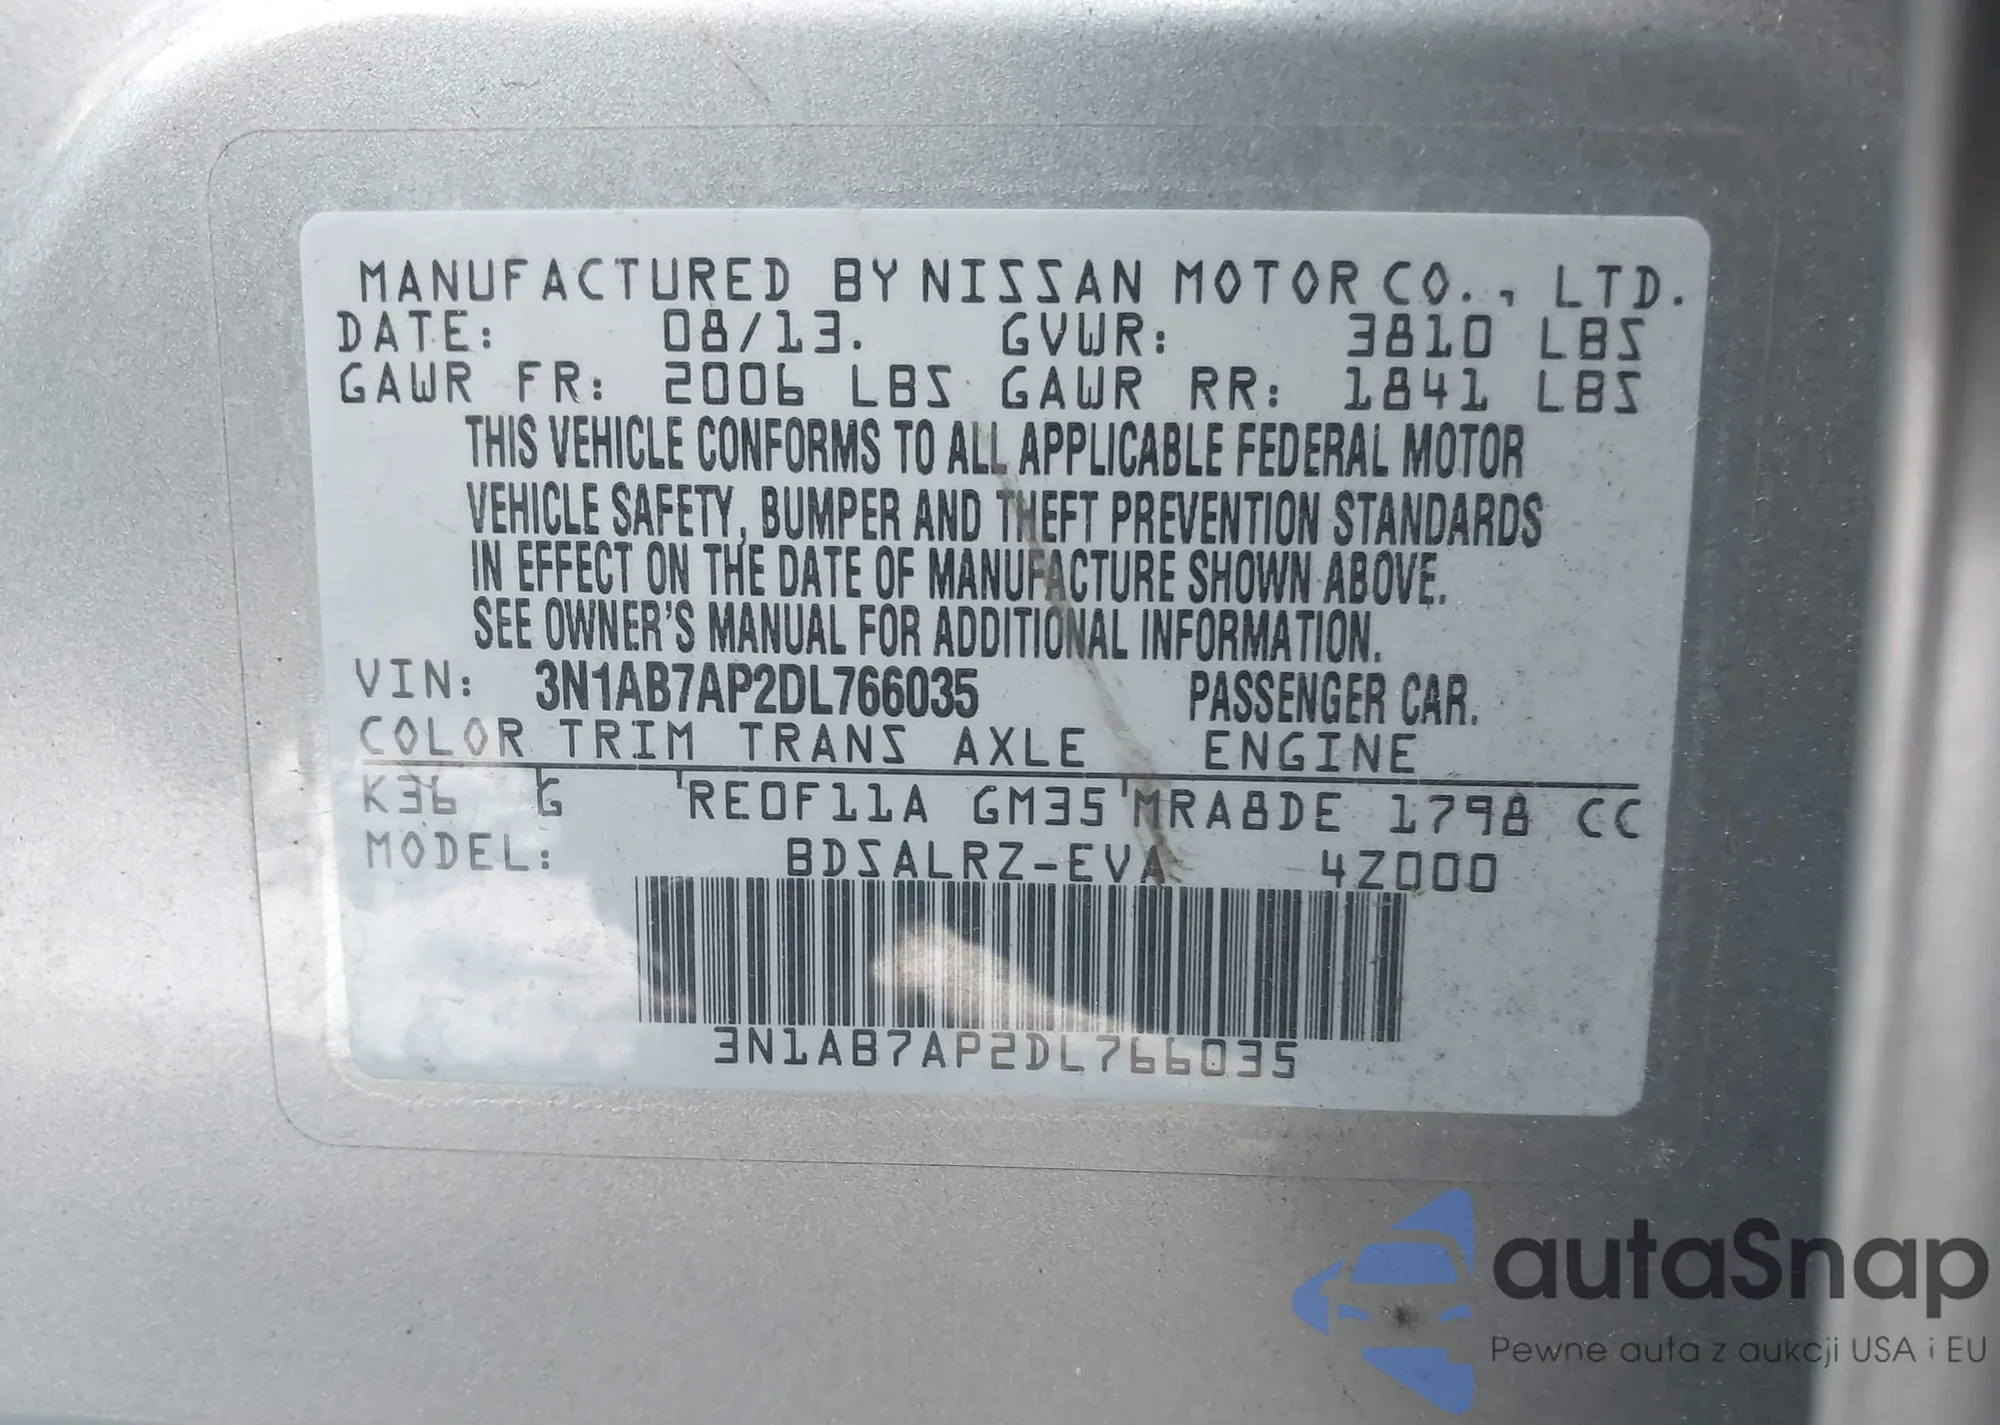 MANUFACTURED BY NISSAN MOTOR CO., LTD.
DATE: 08/13. GVWR: 3810 LBS
GAWR FR: 2006 LBS GAWR RR: 1841 LBS
THIS VEHICLE CONFORMS TO ALL APPLICABLE FEDERAL MOTOR
VEHICLE SAFETY, BUMPER AND THEFT PREVENTION STANDARDS
IN EFFECT ON THE DATE OF MANUFACTURE SHOWN ABOVE.
SEE OWNER'S MANUAL FOR ADDITIONAL INFORMATION.
VIN: 3N1AB7AP2DL766035 PASSENGER CAR.
COLOR TRIM TRANS AXLE ENGINE
K36 G RE0F11A GM35 MRA8DE 1798 CC
MODEL: BDSALRZ-EVA 4Z000
3N1AB7AP2DL766035
autaSnap
Pewne auta z aukcji USA i EU